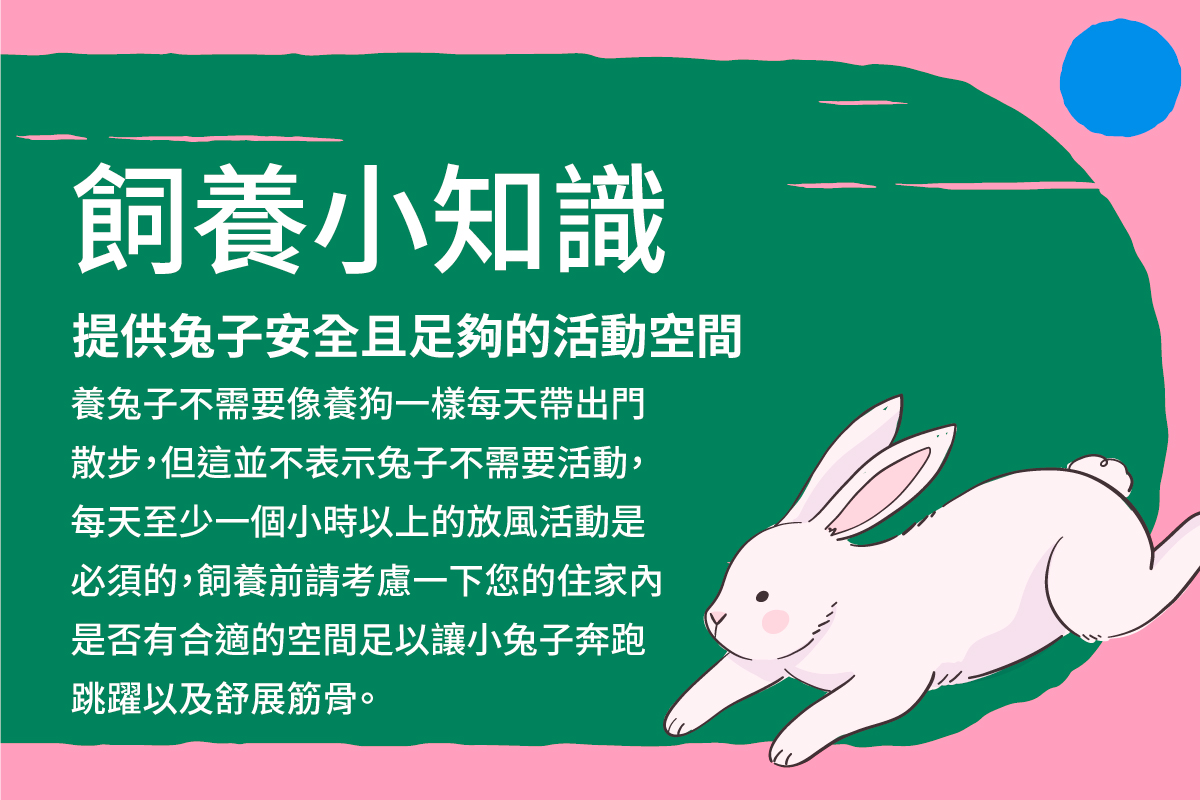 飼養小知識
提供兔子安全且足夠的活動空間
養兔子不需要像養狗一樣每天帶出門
散步，但這並不表示兔子不需要活動，
每天至少一個小時以上的放風活動是
必須的，飼養前請考慮一下您的住家內
是否有合適的空間足以讓小兔子奔跑
跳躍以及舒展筋骨。